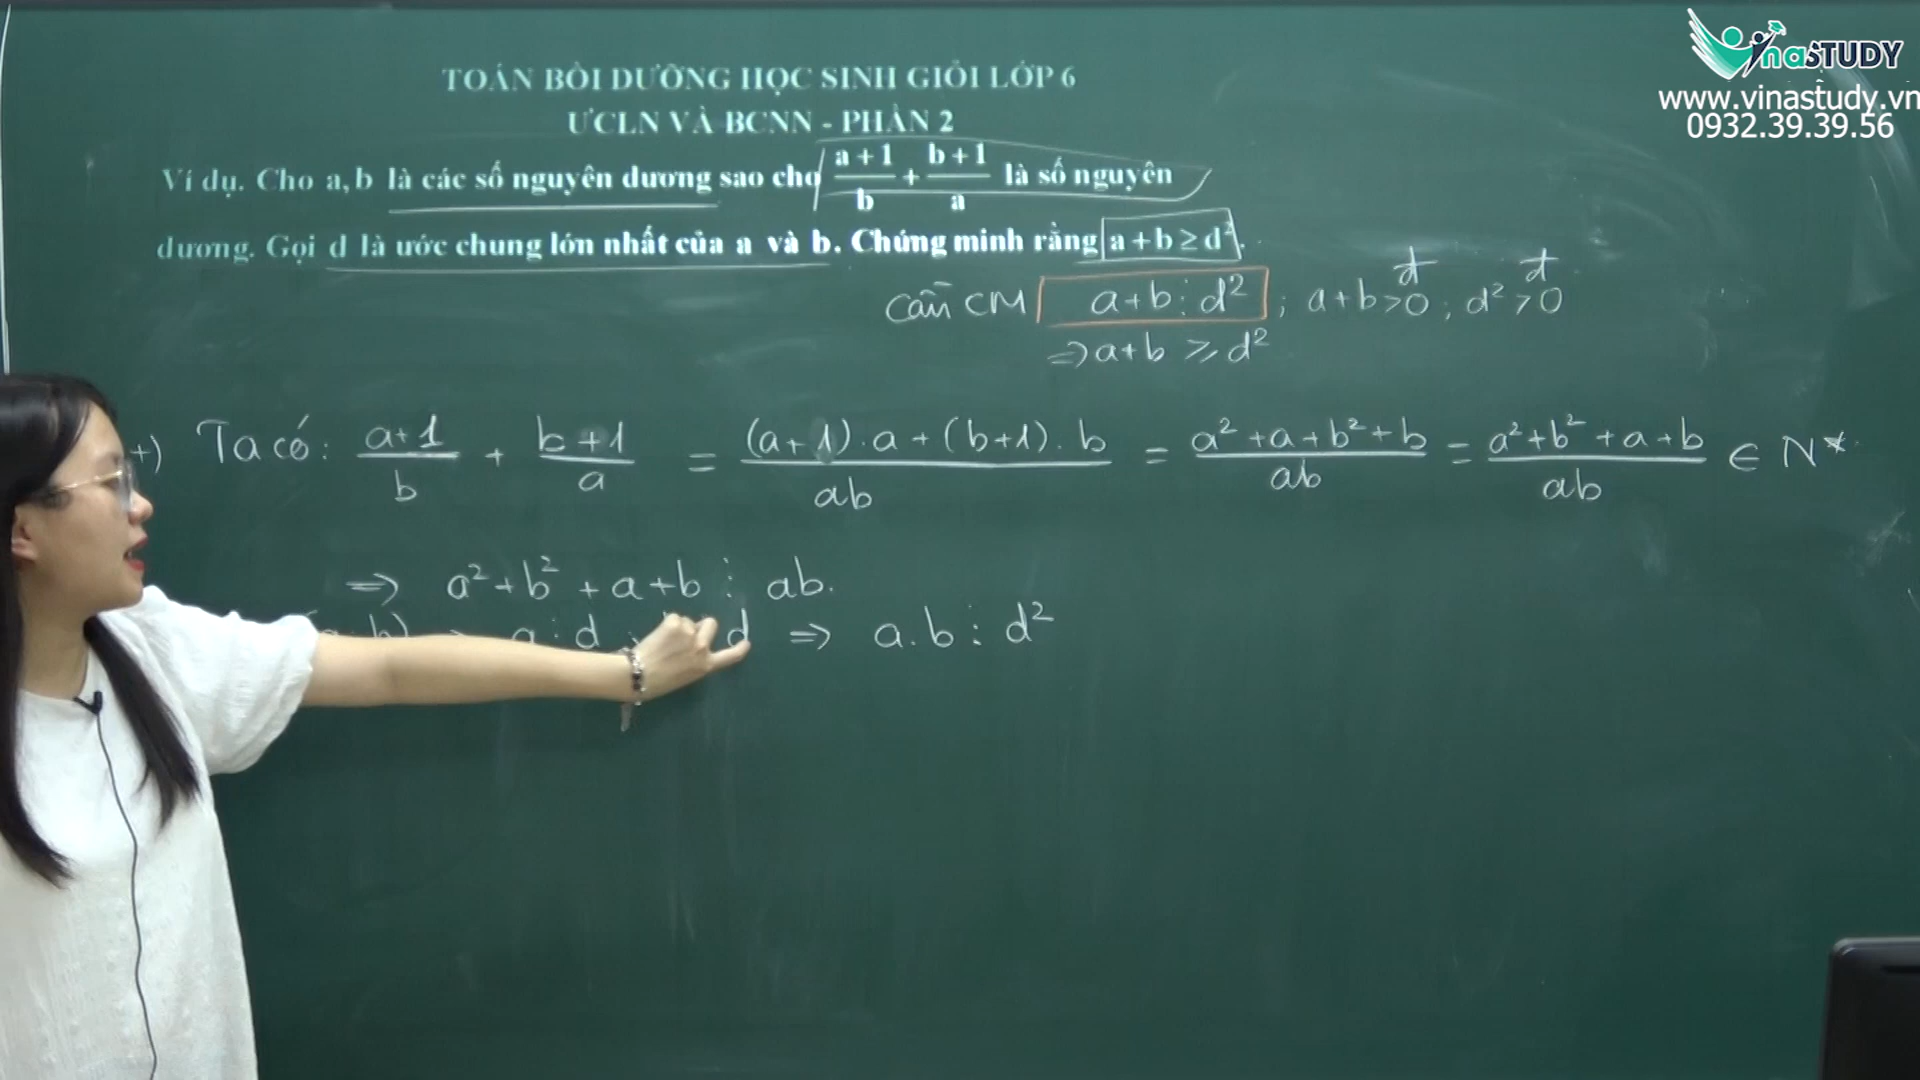 VinaSTUDY
www.vinastudy.vn
0932.39.39.56
TOÁN BỒI DƯỠNG HỌC SINH GIỎI LỚP 6
ƯCLN VÀ BCNN - PHẦN 2
Ví dụ. Cho a, b là các số nguyên dương sao cho (a + 1)/b + (b + 1)/a là số nguyên
dương. Gọi d là ước chung lớn nhất của a và b. Chứng minh rằng a + b ≥ d².
Cần CM a+b ⋮ d² ; a+b > 0 ; d² > 0
⇒ a+b ≥ d²
+) Ta có: (a+1)/b + (b+1)/a = ((a+1).a + (b+1).b)/ab = (a² + a + b² + b)/ab = (a² + b² + a + b)/ab ∈ N*
⇒ a² + b² + a + b ⋮ ab.
b) a ⋮ d d ⇒ a.b ⋮ d²